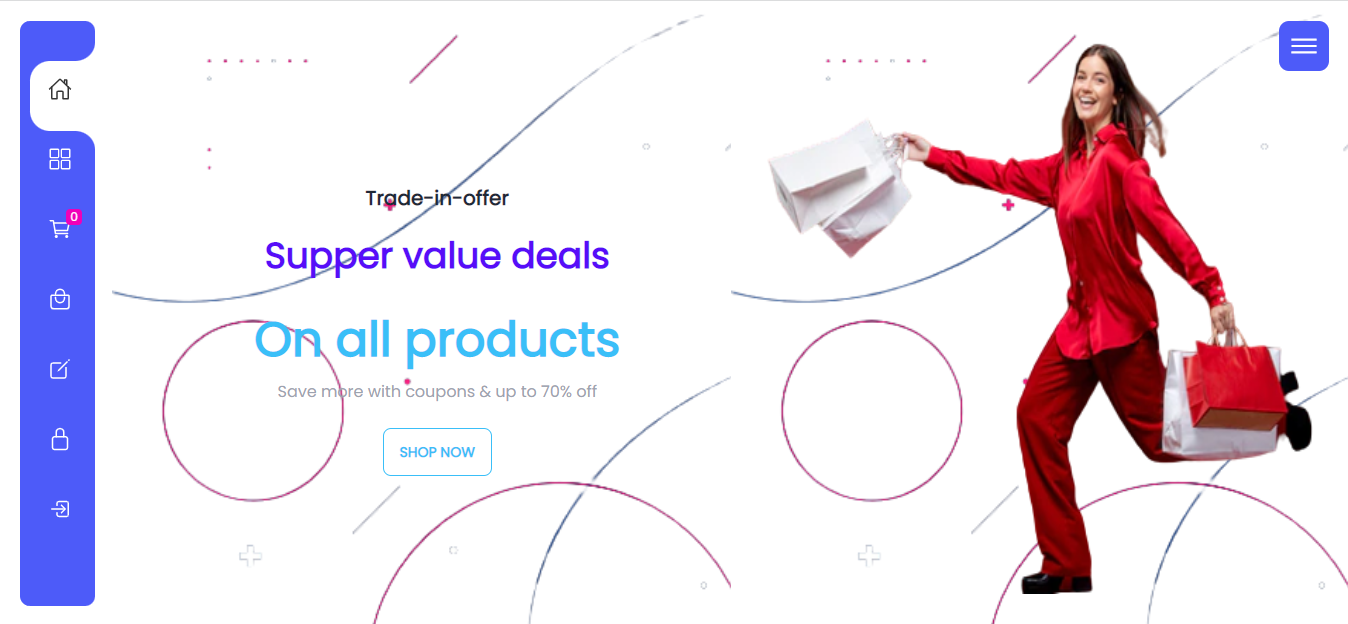 0
Trade-in-offer
Supper value deals
On all products
Save more with coupons & up to 70% off
SHOP NOW